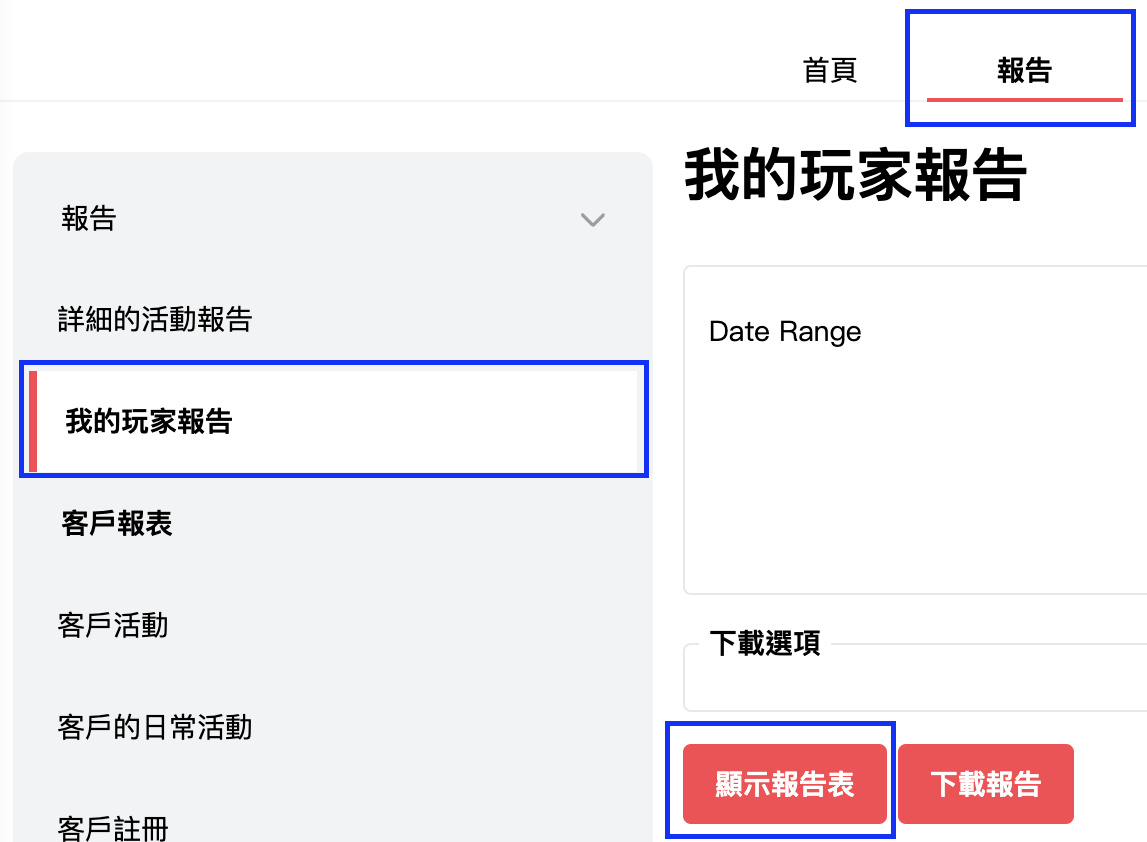 首頁
報告
報告
詳細的活動報告
我的玩家報告
客戶報表
客戶活動
客戶的日常活動
客戶註冊
我的玩家報告
Date Range
下載選項
顯示報告表
下載報告